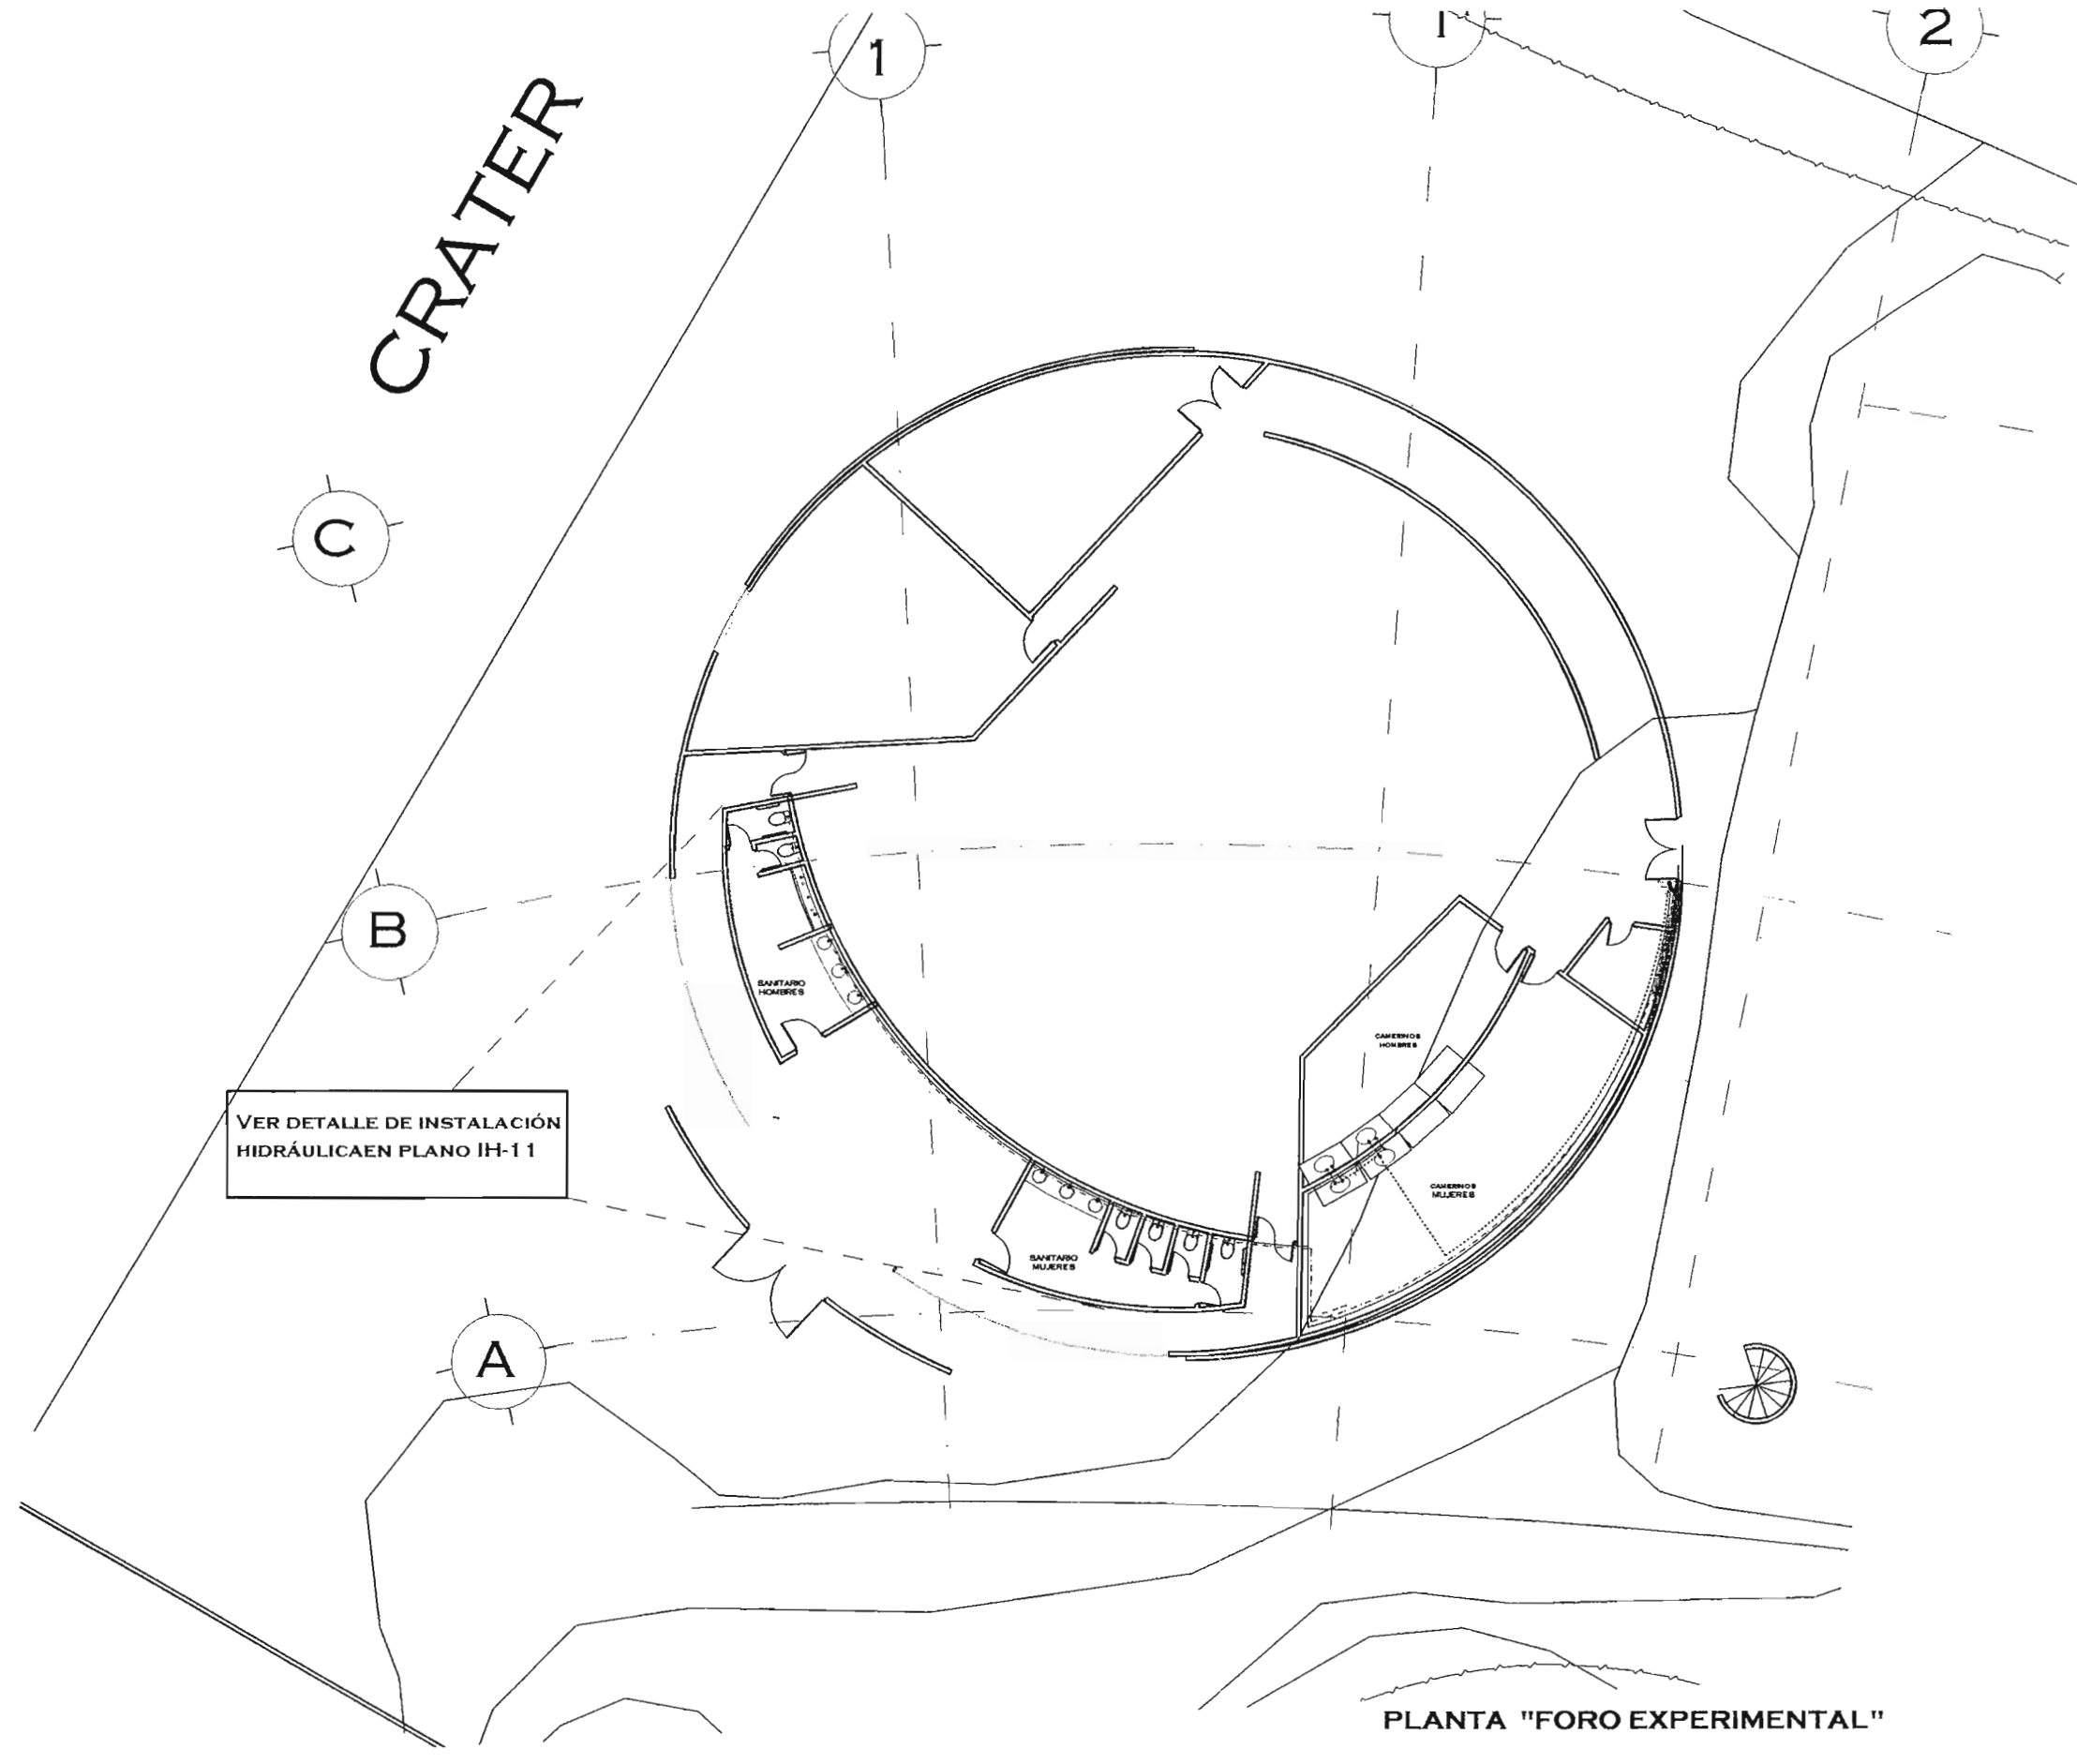 1
1
2
CRATER
C
B
SANITARIO
HOMBRES
CAMERINOS
HOMBRES
VER DETALLE DE INSTALACIÓN
HIDRÁULICAEN PLANO IH-11
CAMERINOS
MUJERES
SANITARIO
MUJERES
A
PLANTA "FORO EXPERIMENTAL"